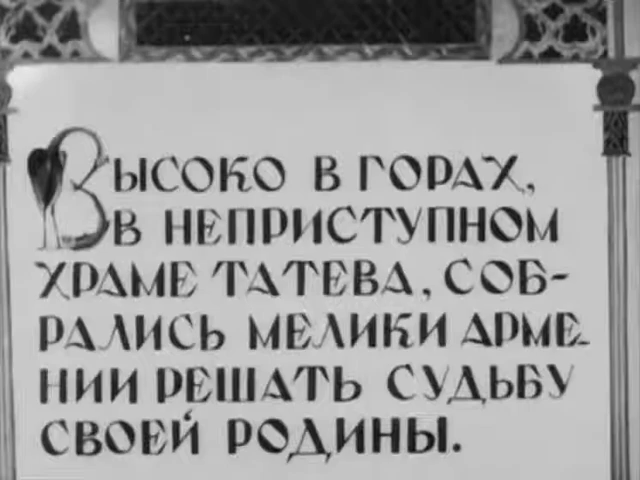 Высоко в горах,
в неприступном
храме Татева, соб-
рались мелики Арме-
нии решать судьбу
своей родины.